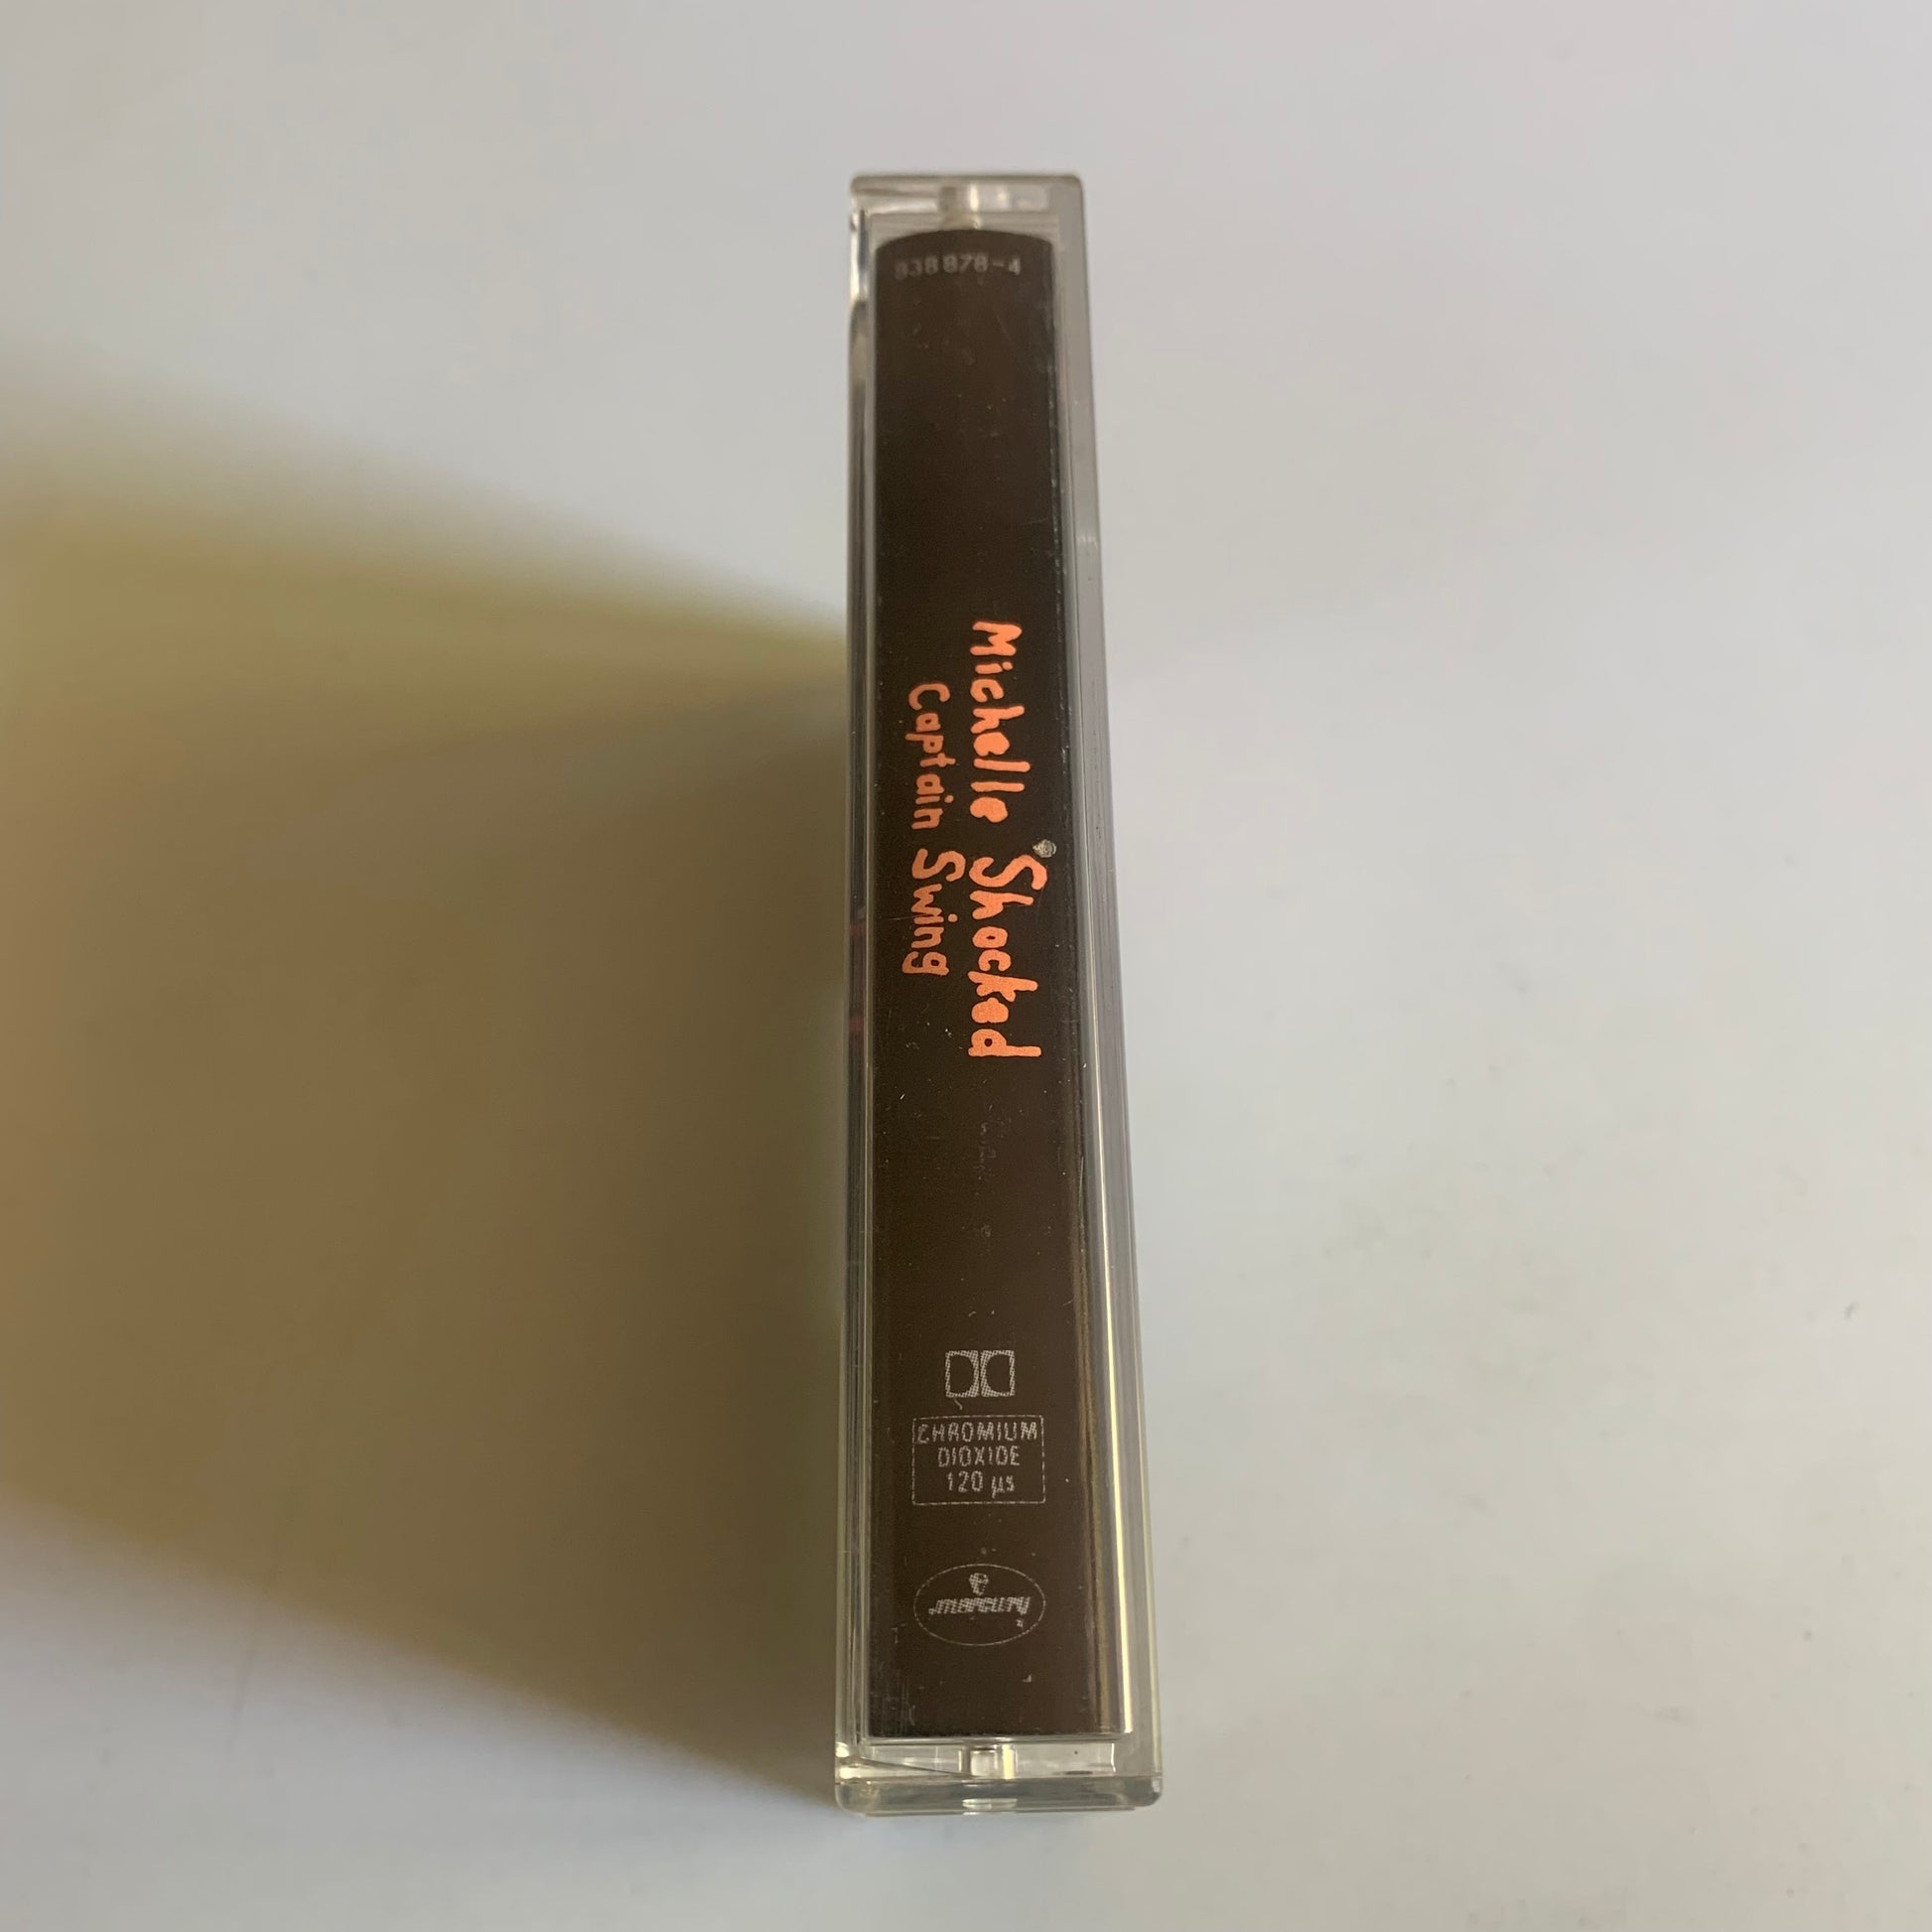 838 878-4
Michelle Shocked
Captain Swing
CHROMIUM
DIOXIDE
120 µs
mercury